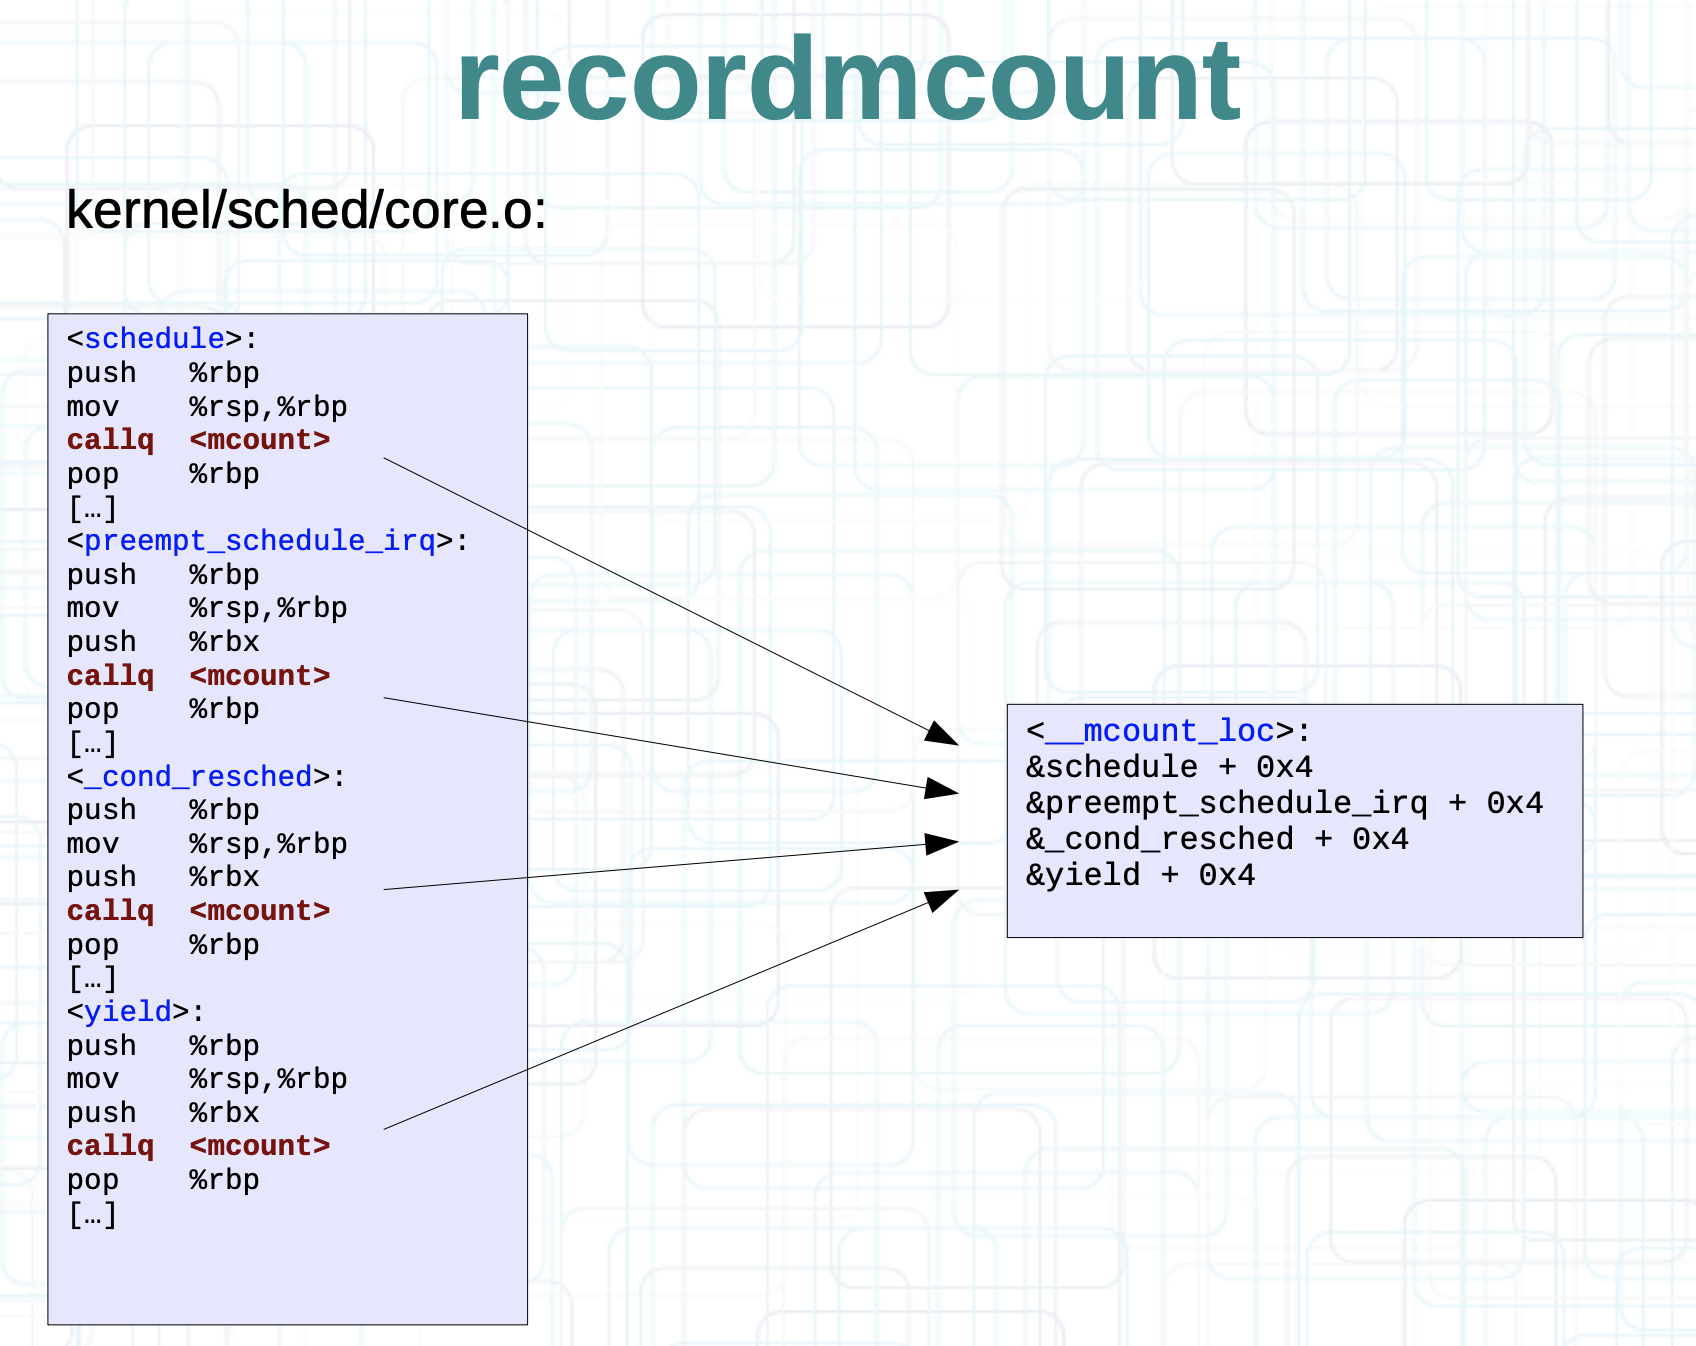 recordmcount
kernel/sched/core.o:
<schedule>:
push   %rbp
mov    %rsp,%rbp
callq  <mcount>
pop    %rbp
[…]
<preempt_schedule_irq>:
push   %rbp
mov    %rsp,%rbp
push   %rbx
callq  <mcount>
pop    %rbp
[…]
<_cond_resched>:
push   %rbp
mov    %rsp,%rbp
push   %rbx
callq  <mcount>
pop    %rbp
[…]
<yield>:
push   %rbp
mov    %rsp,%rbp
push   %rbx
callq  <mcount>
pop    %rbp
[…]
<__mcount_loc>:
&schedule + 0x4
&preempt_schedule_irq + 0x4
&_cond_resched + 0x4
&yield + 0x4